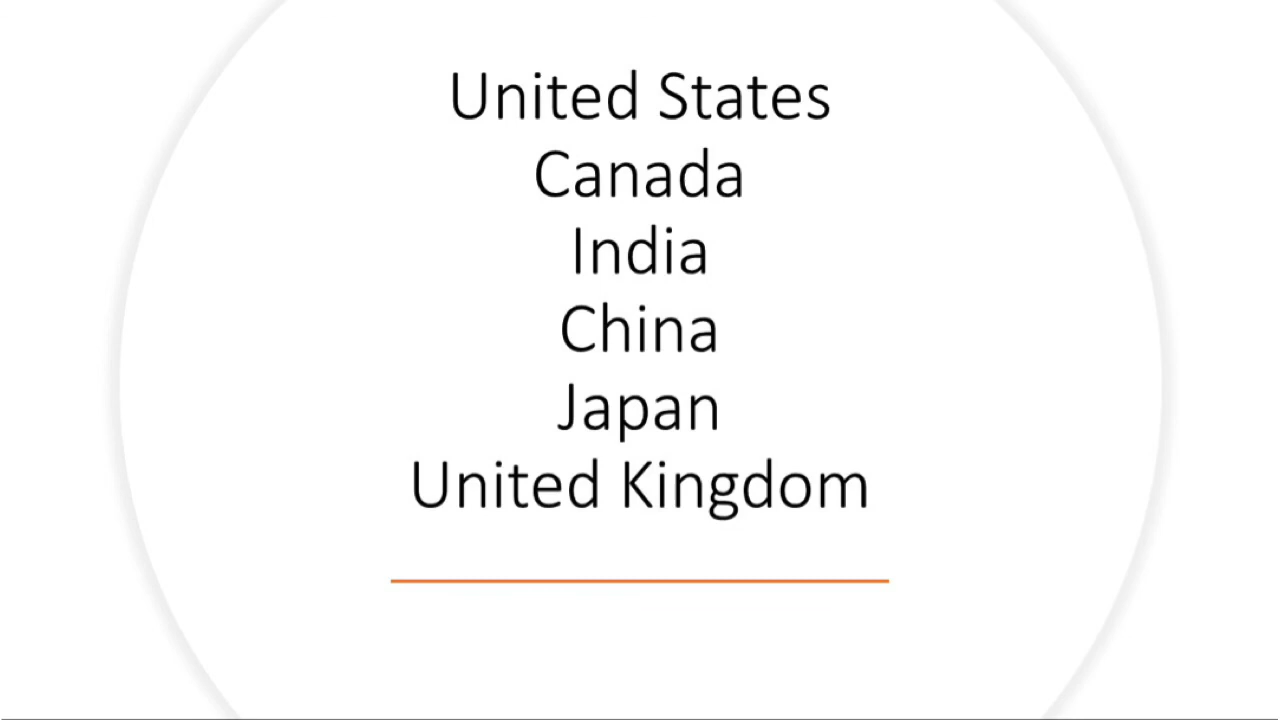 United States
Canada
India
China
Japan
United Kingdom